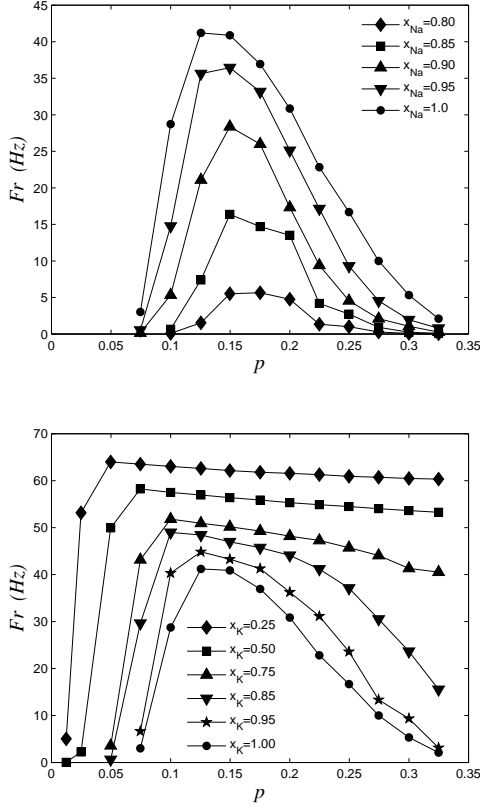 45
40
35
30
25
20
15
10
5
0
Fr (Hz)
x_Na=0.80
x_Na=0.85
x_Na=0.90
x_Na=0.95
x_Na=1.0
0 0.05 0.1 0.15 0.2 0.25 0.3 0.35
p
70
60
50
40
30
20
10
0
Fr (Hz)
x_K=0.25
x_K=0.50
x_K=0.75
x_K=0.85
x_K=0.95
x_K=1.00
0 0.05 0.1 0.15 0.2 0.25 0.3 0.35
p